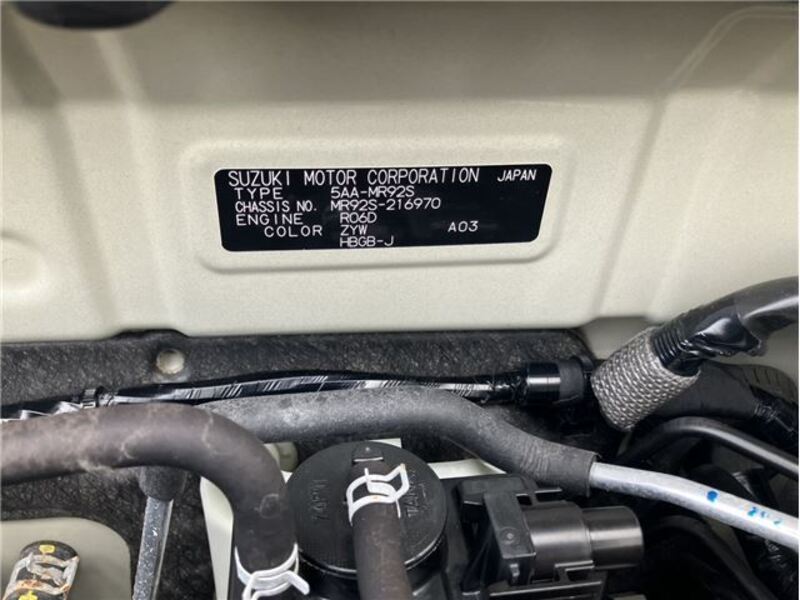 SUZUKI MOTOR CORPORATION JAPAN
TYPE 5AA-MR92S
CHASSIS NO. MR92S-216970
ENGINE R06D
COLOR ZYW A03
HBGB-J